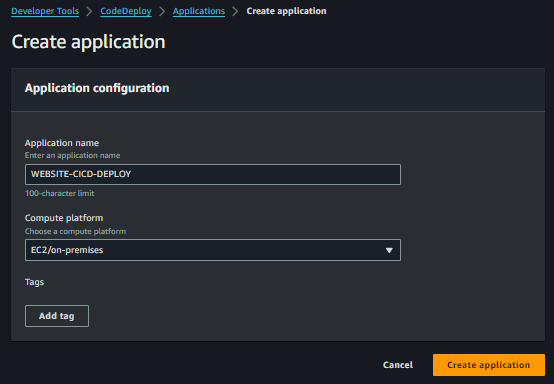 Developer Tools > CodeDeploy > Applications > Create application
Create application
Application configuration
Application name
Enter an application name
WEBSITE-CICD-DEPLOY
100-character limit
Compute platform
Choose a compute platform
EC2/on-premises
Tags
Add tag
Cancel Create application